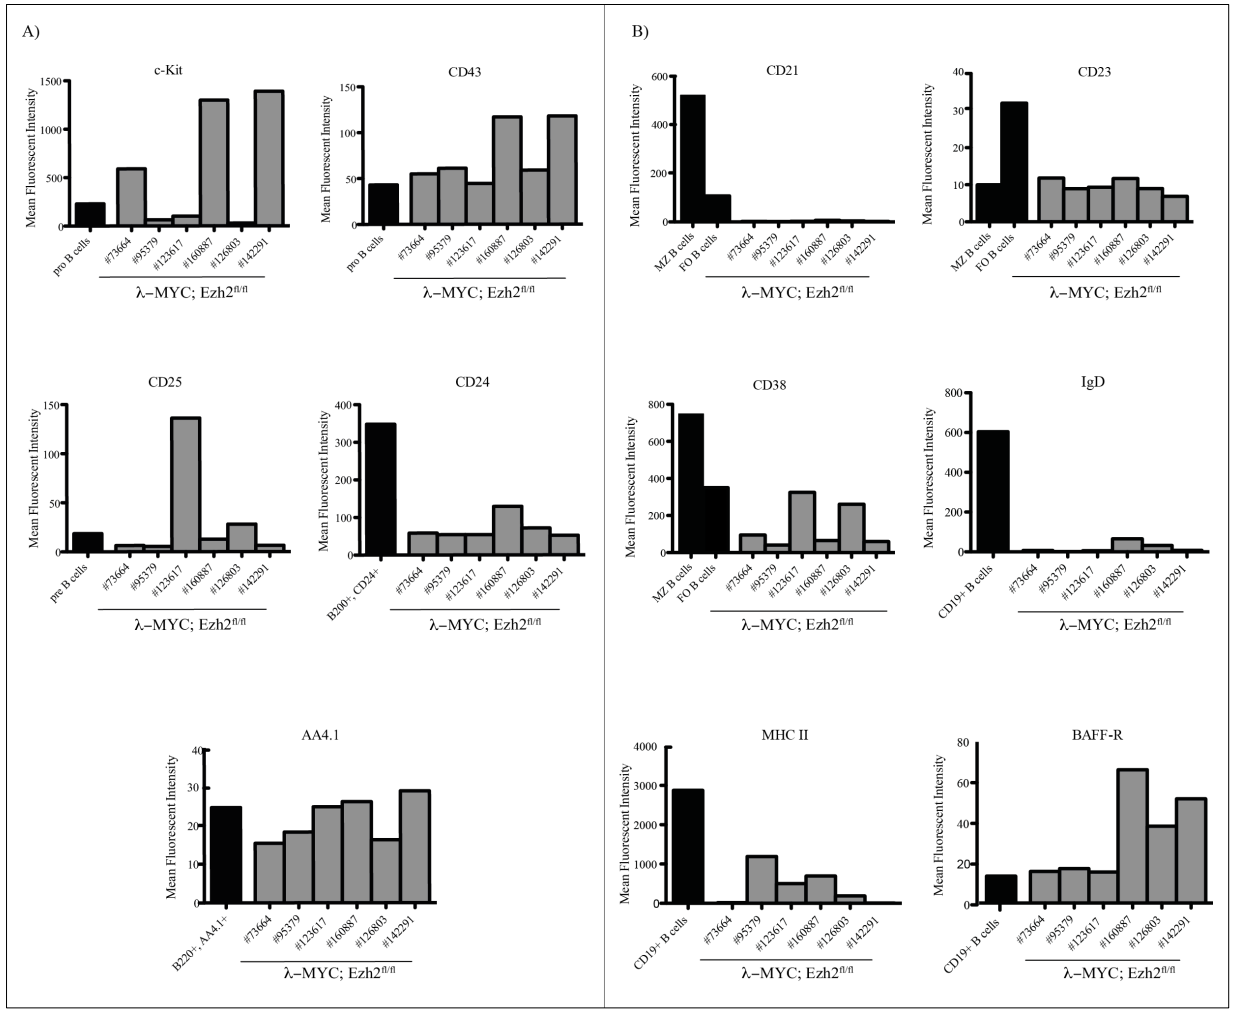 A)
c-Kit
Mean Fluorescent Intensity
1500
1000
500
0
pro B cells
#73664
#95379
#123617
#160887
#126803
#142291
λ−MYC; Ezh2fl/fl
CD43
Mean Fluorescent Intensity
150
100
50
0
pro B cells
#73664
#95379
#123617
#160887
#126803
#142291
λ−MYC; Ezh2fl/fl
CD25
Mean Fluorescent Intensity
150
100
50
0
pre B cells
#73664
#95379
#123617
#160887
#126803
#142291
λ−MYC; Ezh2fl/fl
CD24
Mean Fluorescent Intensity
400
300
200
100
0
B200+, CD24+
#73664
#95379
#123617
#160887
#126803
#142291
λ−MYC; Ezh2fl/fl
AA4.1
Mean Fluorescent Intensity
40
30
20
10
0
B220+, AA4.1+
#73664
#95379
#123617
#160887
#126803
#142291
λ−MYC; Ezh2fl/fl
B)
CD21
Mean Fluorescent Intensity
600
400
200
0
MZ B cells
FO B cells
#73664
#95379
#123617
#160887
#126803
#142291
λ−MYC; Ezh2fl/fl
CD23
Mean Fluorescent Intensity
40
30
20
10
0
MZ B cells
FO B cells
#73664
#95379
#123617
#160887
#126803
#142291
λ−MYC; Ezh2fl/fl
CD38
Mean Fluorescent Intensity
800
600
400
200
0
MZ B cells
FO B cells
#73664
#95379
#123617
#160887
#126803
#142291
λ−MYC; Ezh2fl/fl
IgD
Mean Fluorescent Intensity
800
600
400
200
0
CD19+ B cells
#73664
#95379
#123617
#160887
#126803
#142291
λ−MYC; Ezh2fl/fl
MHC II
Mean Fluorescent Intensity
4000
3000
2000
1000
0
CD19+ B cells
#73664
#95379
#123617
#160887
#126803
#142291
λ−MYC; Ezh2fl/fl
BAFF-R
Mean Fluorescent Intensity
80
60
40
20
0
CD19+ B cells
#73664
#95379
#123617
#160887
#126803
#142291
λ−MYC; Ezh2fl/fl